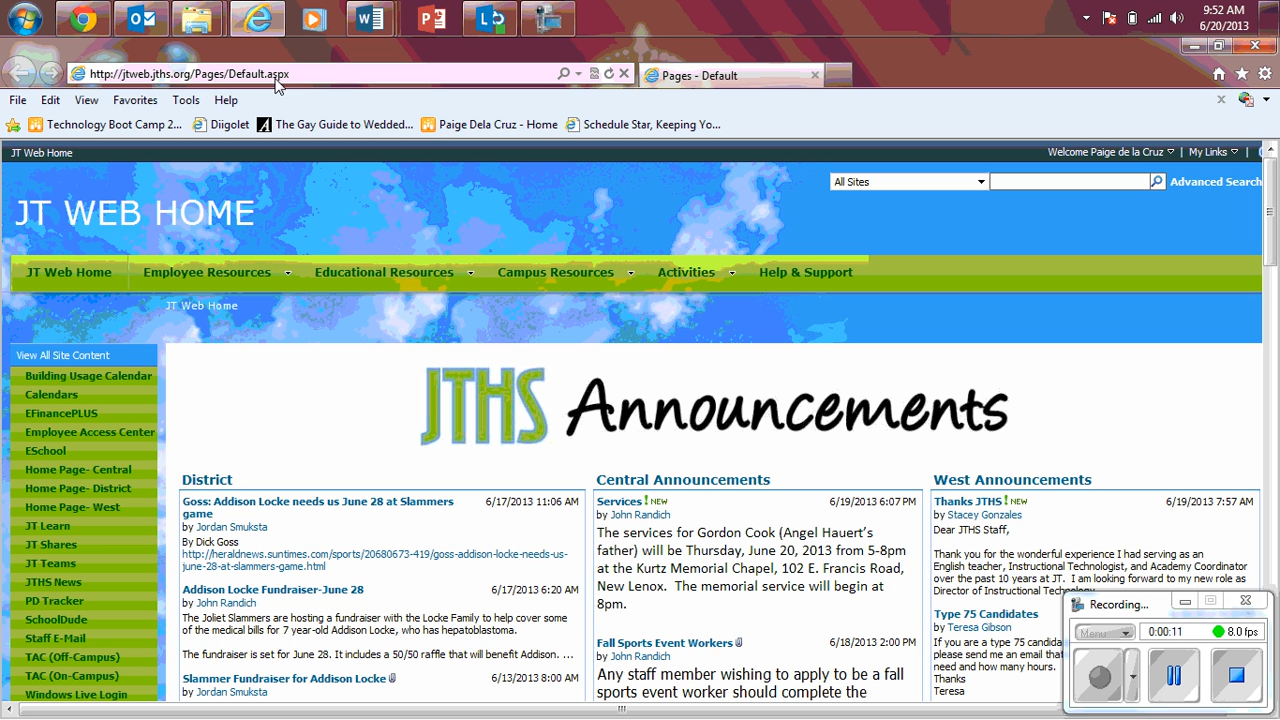 9:52 AM
6/20/2013
http://jtweb.jths.org/Pages/Default.aspx
Pages - Default
File Edit View Favorites Tools Help
Technology Boot Camp 2... Diigolet The Gay Guide to Wedded... Paige Dela Cruz - Home Schedule Star, Keeping Yo...
JT Web Home Welcome Paige de la Cruz My Links
All Sites Advanced Search
JT WEB HOME
JT Web Home Employee Resources Educational Resources Campus Resources Activities Help & Support
JT Web Home
View All Site Content
Building Usage Calendar
Calendars
EFinancePLUS
Employee Access Center
ESchool
Home Page- Central
Home Page- District
Home Page- West
JT Learn
JT Shares
JT Teams
JTHS News
PD Tracker
SchoolDude
Staff E-Mail
TAC (Off-Campus)
TAC (On-Campus)
Windows Live Login
JTHS Announcements
District
Goss: Addison Locke needs us June 28 at Slammers game 6/17/2013 11:06 AM
by Jordan Smuksta
By Dick Goss
http://heraldnews.suntimes.com/sports/20680673-419/goss-addison-locke-needs-us-
june-28-at-slammers-game.html
Addison Locke Fundraiser-June 28 6/17/2013 6:20 AM
by John Randich
The Joliet Slammers are hosting a fundraiser with the Locke Family to help cover some
of the medical bills for 7 year-old Addison Locke, who has hepatoblastoma.
The fundraiser is set for June 28. It includes a 50/50 raffle that will benefit Addison. ...
Slammer Fundraiser for Addison Locke 6/13/2013 8:00 AM
by Jordan Smuksta
Central Announcements
Services ! NEW 6/19/2013 6:07 PM
by John Randich
The services for Gordon Cook (Angel Hauert's
father) will be Thursday, June 20, 2013 from 5-8pm
at the Kurtz Memorial Chapel, 102 E. Francis Road,
New Lenox. The memorial service will begin at
8pm.
Fall Sports Event Workers 6/18/2013 2:00 PM
by John Randich
Any staff member wishing to apply to be a fall
sports event worker should complete the
West Announcements
Thanks JTHS ! NEW 6/19/2013 7:57 AM
by Stacey Gonzales
Dear JTHS Staff,
Thank you for the wonderful experience I had serving as an
English teacher, Instructional Technologist, and Academy Coordinator
over the past 10 years at JT. I am looking forward to my new role as
Director of Instructional
Type 75 Candidates
by Teresa Gibson
If you are a type 75 candida
please send me an email that
need and how many hours.
Thanks
Teresa
Recording...
Menu 0:00:11 8.0 fps